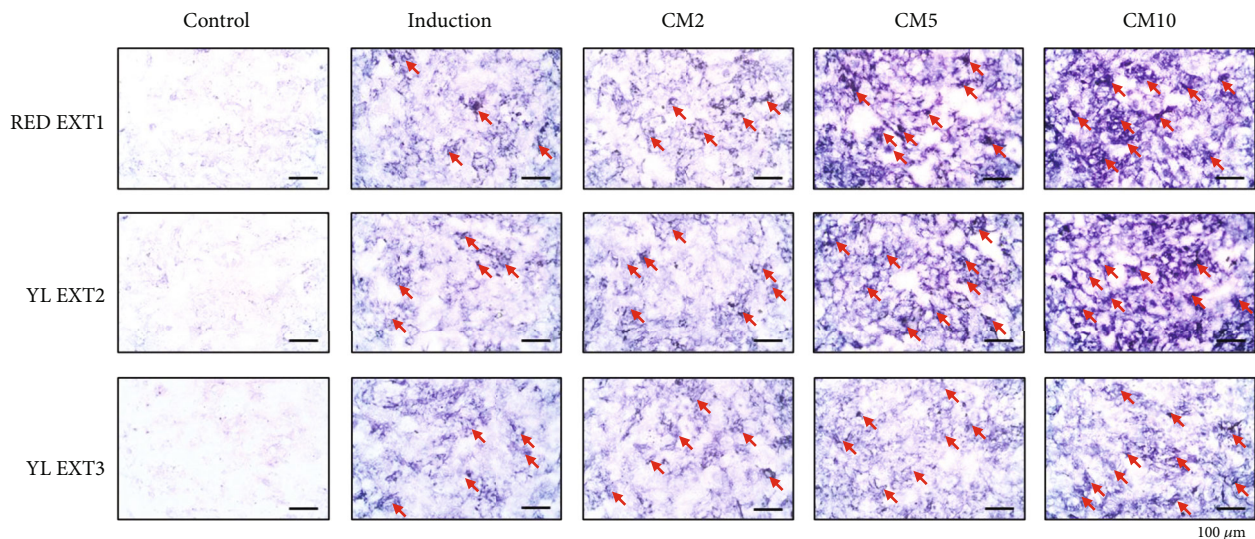 Control Induction CM2 CM5 CM10
RED EXT1
YL EXT2
YL EXT3
100 μm